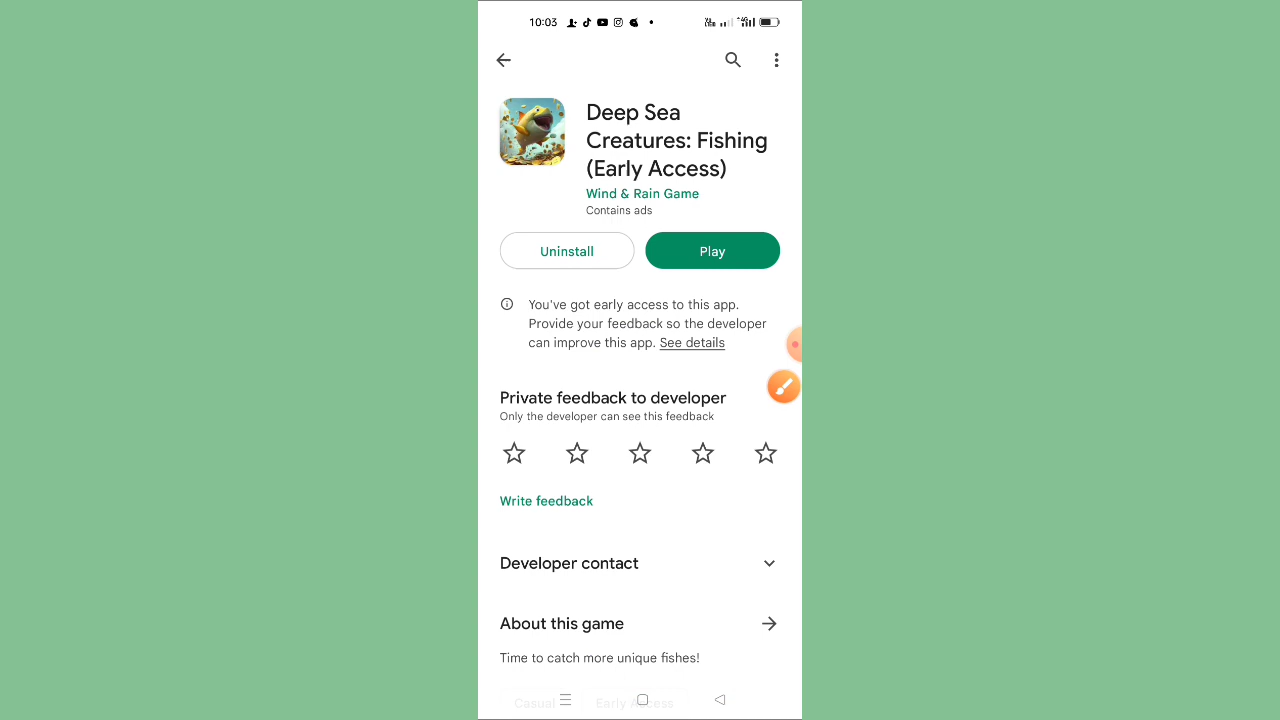 10:03
Deep Sea
Creatures: Fishing
(Early Access)
Wind & Rain Game
Contains ads
Uninstall
Play
You've got early access to this app.
Provide your feedback so the developer
can improve this app. See details
Private feedback to developer
Only the developer can see this feedback
Write feedback
Developer contact
About this game
Time to catch more unique fishes!
Casual
Early Access